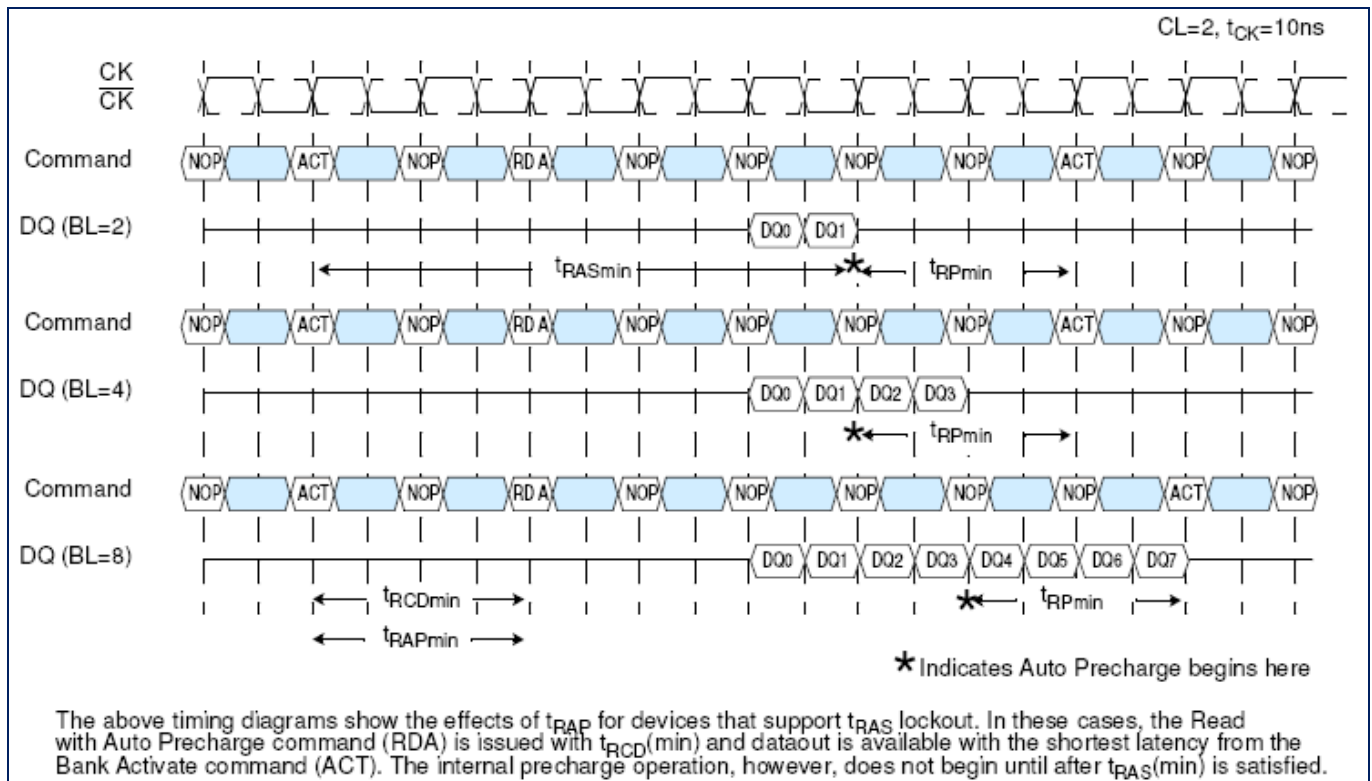 CL=2, tCK=10ns
CK
CK
Command NOP ACT NOP RDA NOP NOP NOP NOP ACT NOP NOP
DQ (BL=2) DQ0 DQ1
tRASmin * tRPmin
Command NOP ACT NOP RDA NOP NOP NOP NOP ACT NOP NOP
DQ (BL=4) DQ0 DQ1 DQ2 DQ3
* tRPmin
Command NOP ACT NOP RDA NOP NOP NOP NOP NOP ACT NOP
DQ (BL=8) DQ0 DQ1 DQ2 DQ3 DQ4 DQ5 DQ6 DQ7
tRCDmin * tRPmin
tRAPmin
* Indicates Auto Precharge begins here
The above timing diagrams show the effects of tRAP for devices that support tRAS lockout. In these cases, the Read
with Auto Precharge command (RDA) is issued with tRCD(min) and dataout is available with the shortest latency from the
Bank Activate command (ACT). The internal precharge operation, however, does not begin until after tRAS(min) is satisfied.